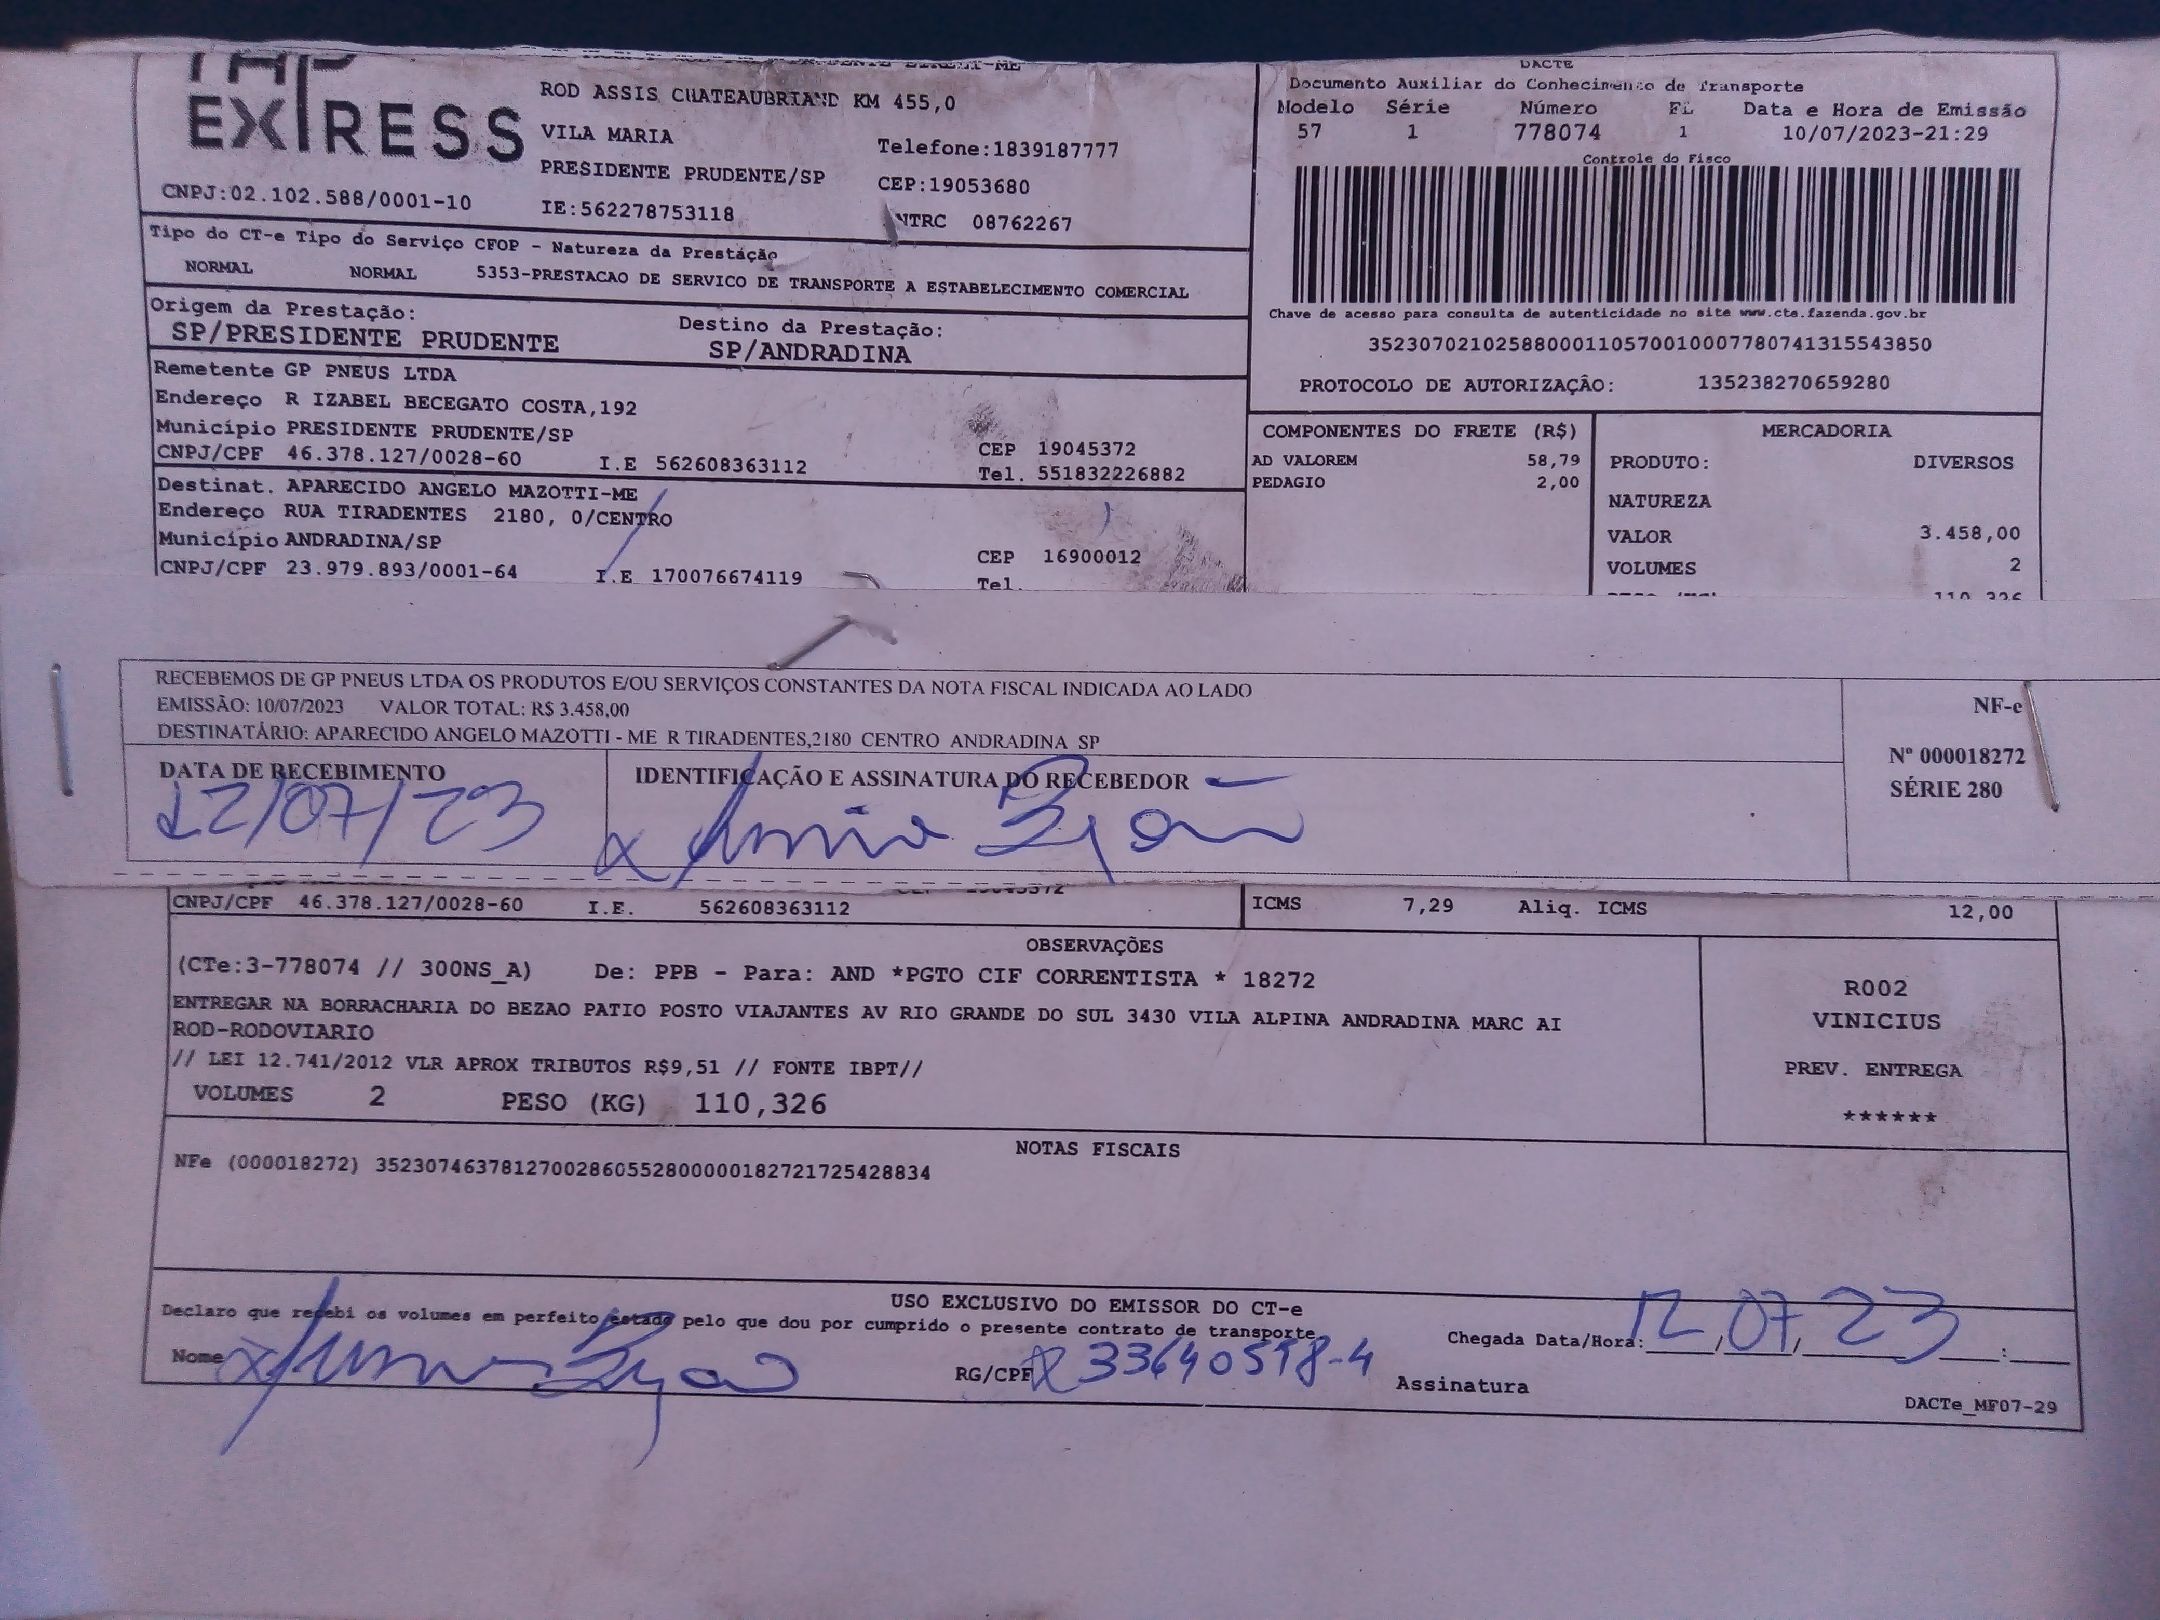 EXPRESS
CNPJ:02.102.588/0001-10
ROD ASSIS CHATEAUBRIAND KM 455,0
VILA MARIA
Telefone:1839187777
PRESIDENTE PRUDENTE/SP
CEP:19053680
IE:562278753118
NTRC 08762267
DACTE
Documento Auxiliar do Conhecimento de Transporte
Modelo Série Número FL Data e Hora de Emissão
57 1 778074 1 10/07/2023-21:29
Controle do Fisco
Chave de acesso para consulta de autenticidade no site www.cte.fazenda.gov.br
35230702102588000110570010007780741315543850
PROTOCOLO DE AUTORIZAÇÃO: 135238270659280
Tipo do CT-e Tipo do Serviço CFOP - Natureza da Prestação
NORMAL NORMAL 5353-PRESTACAO DE SERVICO DE TRANSPORTE A ESTABELECIMENTO COMERCIAL
Origem da Prestação: Destino da Prestação:
SP/PRESIDENTE PRUDENTE SP/ANDRADINA
Remetente GP PNEUS LTDA
Endereço R IZABEL BECEGATO COSTA,192
Município PRESIDENTE PRUDENTE/SP CEP 19045372
CNPJ/CPF 46.378.127/0028-60 I.E 562608363112 Tel. 551832226882
Destinat. APARECIDO ANGELO MAZOTTI-ME
Endereço RUA TIRADENTES 2180, 0/CENTRO
Município ANDRADINA/SP CEP 16900012
CNPJ/CPF 23.979.893/0001-64 I.E 170076674119 Tel.
COMPONENTES DO FRETE (R$)
AD VALOREM 58,79
PEDAGIO 2,00
MERCADORIA
PRODUTO: DIVERSOS
NATUREZA
VALOR 3.458,00
VOLUMES 2
110,326
RECEBEMOS DE GP PNEUS LTDA OS PRODUTOS E/OU SERVIÇOS CONSTANTES DA NOTA FISCAL INDICADA AO LADO
EMISSÃO: 10/07/2023 VALOR TOTAL: R$ 3.458,00
DESTINATÁRIO: APARECIDO ANGELO MAZOTTI - ME R TIRADENTES,2180 CENTRO ANDRADINA SP
DATA DE RECEBIMENTO
12/07/23
IDENTIFICAÇÃO E ASSINATURA DO RECEBEDOR
NF-e
Nº 000018272
SÉRIE 280
CNPJ/CPF 46.378.127/0028-60 I.E. 562608363112
ICMS 7,29 Aliq. ICMS 12,00
OBSERVAÇÕES
(CTe:3-778074 // 300NS_A) De: PPB - Para: AND *PGTO CIF CORRENTISTA * 18272
ENTREGAR NA BORRACHARIA DO BEZAO PATIO POSTO VIAJANTES AV RIO GRANDE DO SUL 3430 VILA ALPINA ANDRADINA MARC AI
ROD-RODOVIARIO
// LEI 12.741/2012 VLR APROX TRIBUTOS R$9,51 // FONTE IBPT//
VOLUMES 2 PESO (KG) 110,326
R002
VINICIUS
PREV. ENTREGA
******
NOTAS FISCAIS
NFe (000018272) 35230746378127002860552800000182721725428834
USO EXCLUSIVO DO EMISSOR DO CT-e
Declaro que recebi os volumes em perfeito estado pelo que dou por cumprido o presente contrato de transporte
Chegada Data/Hora: 12/07/23 :
Nome
RG/CPF 33640598-4
Assinatura
DACTe_MF07-29